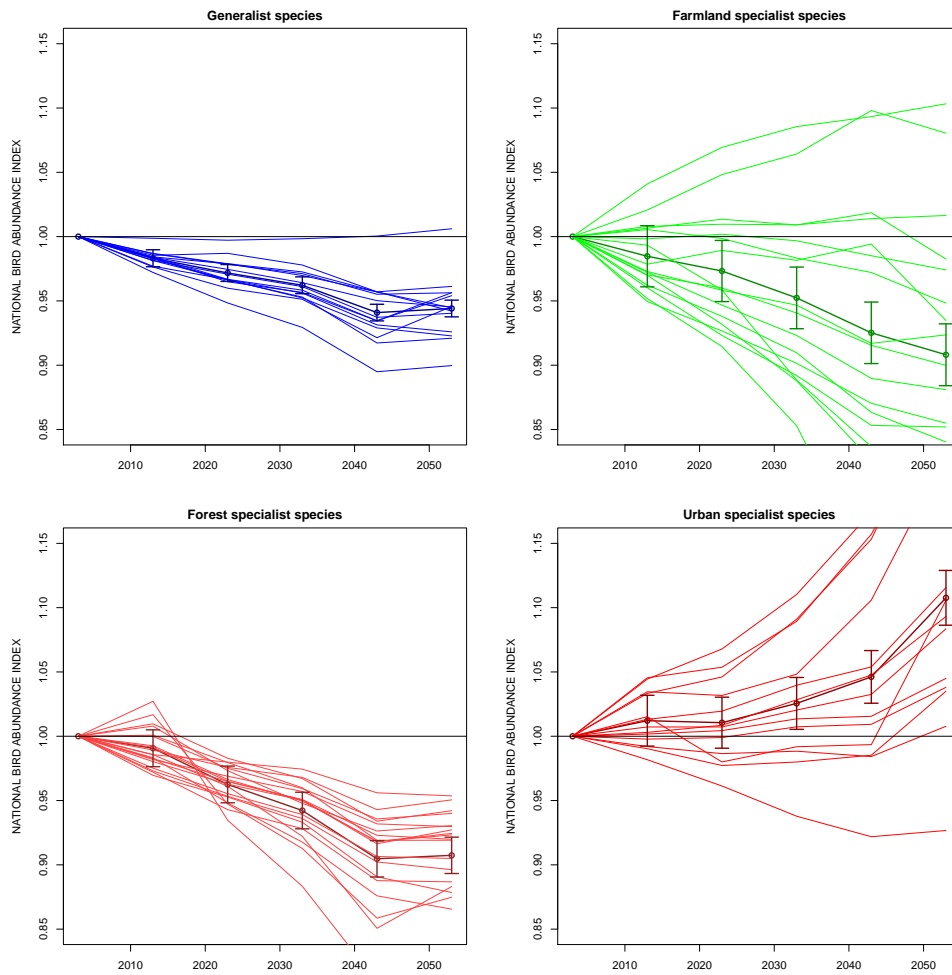 Generalist species
NATIONAL BIRD ABUNDANCE INDEX
1.15
1.10
1.05
1.00
0.95
0.90
0.85
2010 2020 2030 2040 2050
Farmland specialist species
NATIONAL BIRD ABUNDANCE INDEX
1.15
1.10
1.05
1.00
0.95
0.90
0.85
2010 2020 2030 2040 2050
Forest specialist species
NATIONAL BIRD ABUNDANCE INDEX
1.15
1.10
1.05
1.00
0.95
0.90
0.85
2010 2020 2030 2040 2050
Urban specialist species
NATIONAL BIRD ABUNDANCE INDEX
1.15
1.10
1.05
1.00
0.95
0.90
0.85
2010 2020 2030 2040 2050